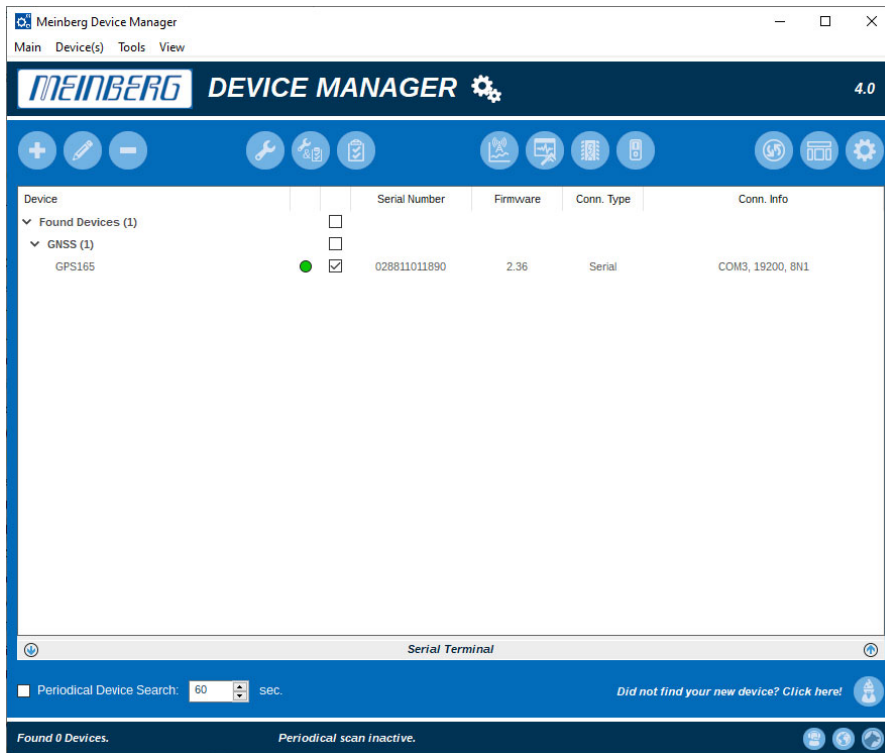 Meinberg Device Manager
Main Device(s) Tools View
MEINBERG DEVICE MANAGER 4.0
Device Serial Number Firmware Conn. Type Conn. Info
Found Devices (1)
GNSS (1)
GPS165 028811011890 2.36 Serial COM3, 19200, 8N1
Serial Terminal
Periodical Device Search: 60 sec. Did not find your new device? Click here!
Found 0 Devices. Periodical scan inactive.